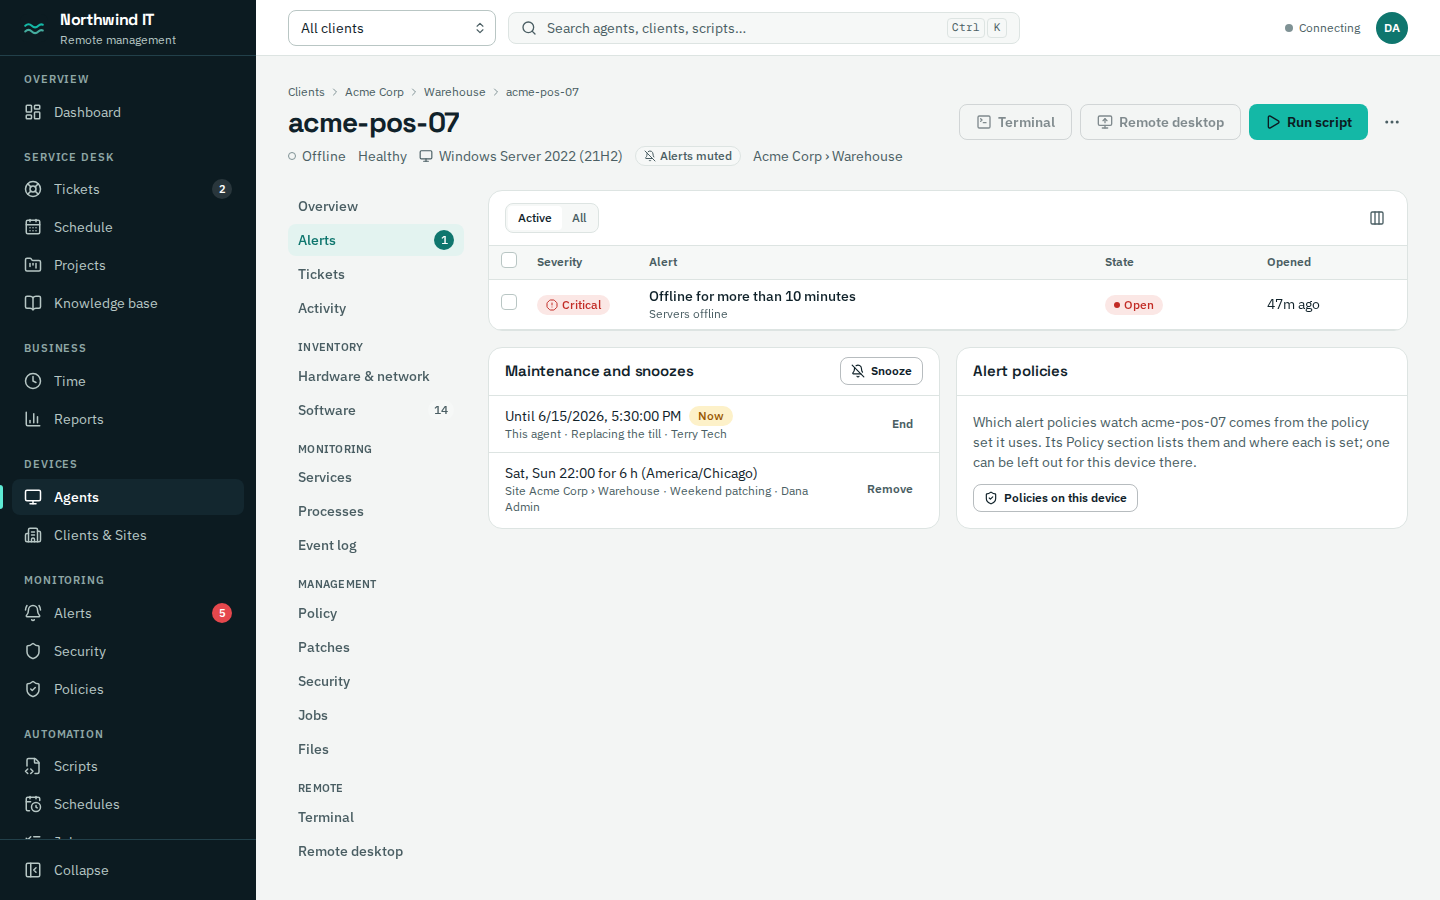 Northwind IT
Remote management
OVERVIEW
Dashboard
SERVICE DESK
Tickets 2
Schedule
Projects
Knowledge base
BUSINESS
Time
Reports
DEVICES
Agents
Clients & Sites
MONITORING
Alerts 5
Security
Policies
AUTOMATION
Scripts
Schedules
Collapse
All clients
Search agents, clients, scripts...
Ctrl K
Connecting
DA
Clients > Acme Corp > Warehouse > acme-pos-07
acme-pos-07
Terminal
Remote desktop
Run script
Offline Healthy Windows Server 2022 (21H2) Alerts muted Acme Corp › Warehouse
Overview
Alerts 1
Tickets
Activity
INVENTORY
Hardware & network
Software 14
MONITORING
Services
Processes
Event log
MANAGEMENT
Policy
Patches
Security
Jobs
Files
REMOTE
Terminal
Remote desktop
Active All
Severity Alert State Opened
Critical Offline for more than 10 minutes Open 47m ago
Servers offline
Maintenance and snoozes
Snooze
Until 6/15/2026, 5:30:00 PM Now
This agent · Replacing the till · Terry Tech
End
Sat, Sun 22:00 for 6 h (America/Chicago)
Site Acme Corp › Warehouse · Weekend patching · Dana
Admin
Remove
Alert policies
Which alert policies watch acme-pos-07 comes from the policy
set it uses. Its Policy section lists them and where each is set; one
can be left out for this device there.
Policies on this device